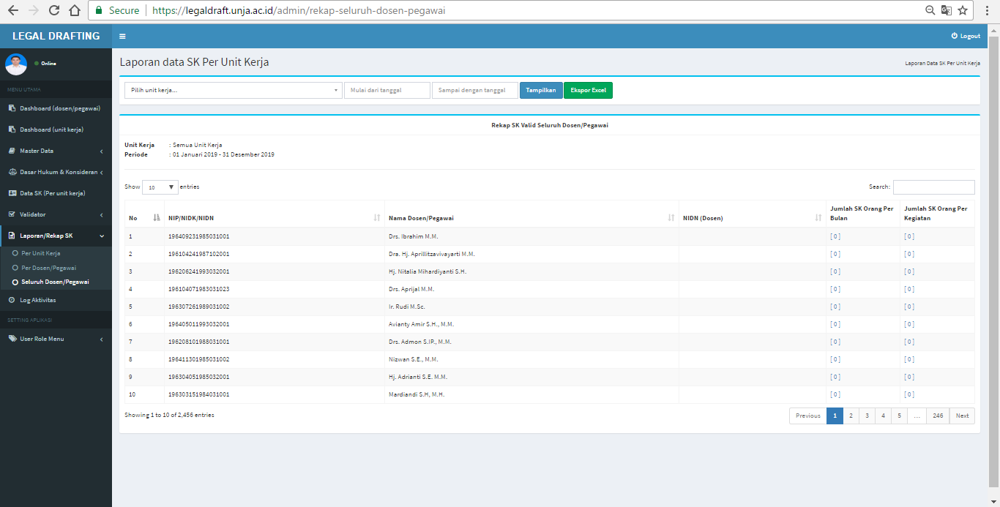 Secure https://legaldraft.unja.ac.id/admin/rekap-seluruh-dosen-pegawai
LEGAL DRAFTING
Logout
Online
MENU UTAMA
Dashboard (dosen/pegawai)
Dashboard (unit kerja)
Master Data
Dasar Hukum & Konsideran
Data SK (Per unit kerja)
Validator
Laporan/Rekap SK
Per Unit Kerja
Per Dosen/Pegawai
Seluruh Dosen/Pegawai
Log Aktivitas
SETTING APLIKASI
User Role Menu
Laporan data SK Per Unit Kerja
Laporan Data SK Per Unit Kerja
Pilih unit kerja... Mulai dari tanggal Sampai dengan tanggal Tampilkan Ekspor Excel
Rekap SK Valid Seluruh Dosen/Pegawai
Unit Kerja : Semua Unit Kerja
Periode : 01 Januari 2019 - 31 Desember 2019
Show 10 entries Search:
No NIP/NIDK/NIDN Nama Dosen/Pegawai NIDN (Dosen) Jumlah SK Orang Per Bulan Jumlah SK Orang Per Kegiatan
1 196409231985031001 Drs. Ibrahim M.M. [ 0 ] [ 0 ]
2 196104241987102001 Dra. Hj. Aprillitzavivayarti M.M. [ 0 ] [ 0 ]
3 196206241993032001 Hj. Nitalia Mihardiyanti S.H. [ 0 ] [ 0 ]
4 196104071983031023 Drs. Aprijal M.M. [ 0 ] [ 0 ]
5 196307261989031002 Ir. Rudi M.Sc. [ 0 ] [ 0 ]
6 196405011993032001 Avianty Amir S.H., M.M. [ 0 ] [ 0 ]
7 196208101988031001 Drs. Admon S.IP., M.M. [ 0 ] [ 0 ]
8 196411301985031002 Nizwan S.E., M.M. [ 0 ] [ 0 ]
9 196304051985032001 Hj. Adrianti S.E. M.M. [ 0 ] [ 0 ]
10 196303151984031001 Mardiandi S.H, M.H. [ 0 ] [ 0 ]
Showing 1 to 10 of 2,456 entries
Previous 1 2 3 4 5 ... 246 Next